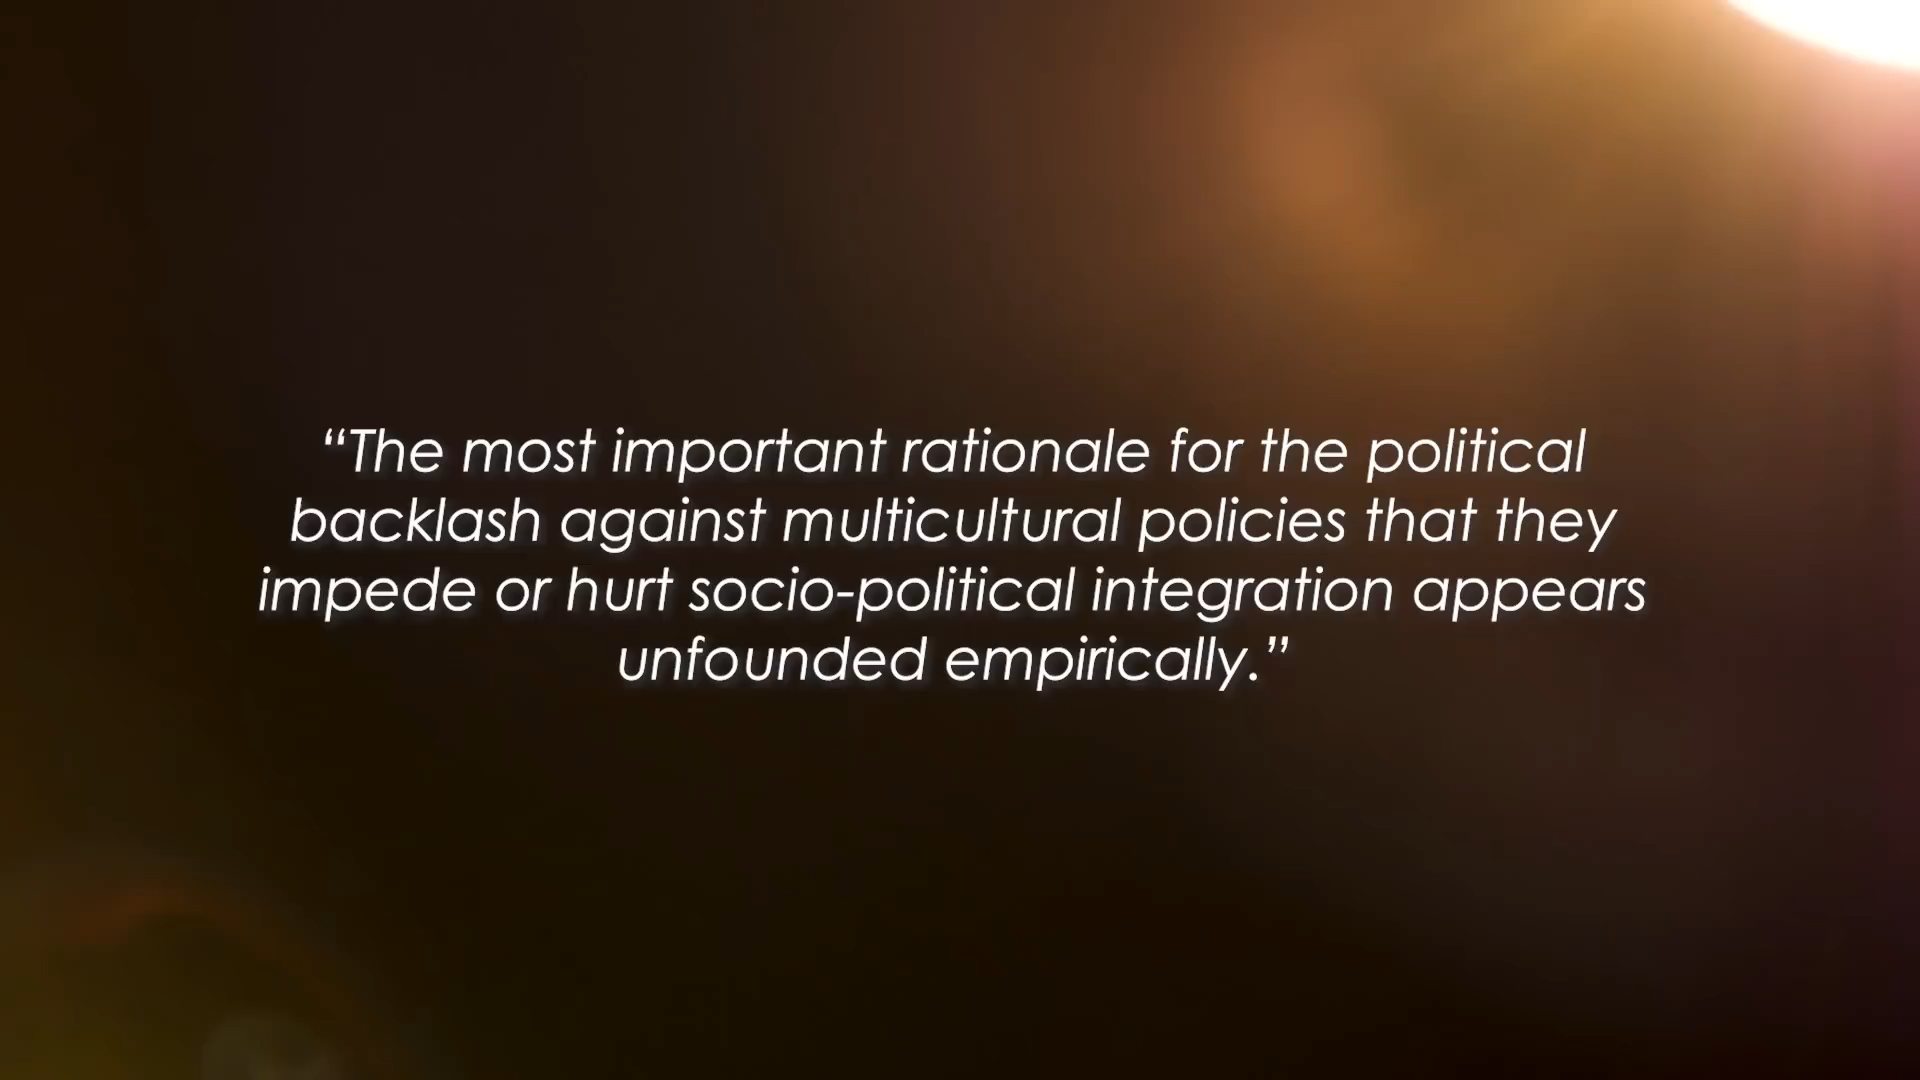 “The most important rationale for the political
backlash against multicultural policies that they
impede or hurt socio-political integration appears
unfounded empirically.”